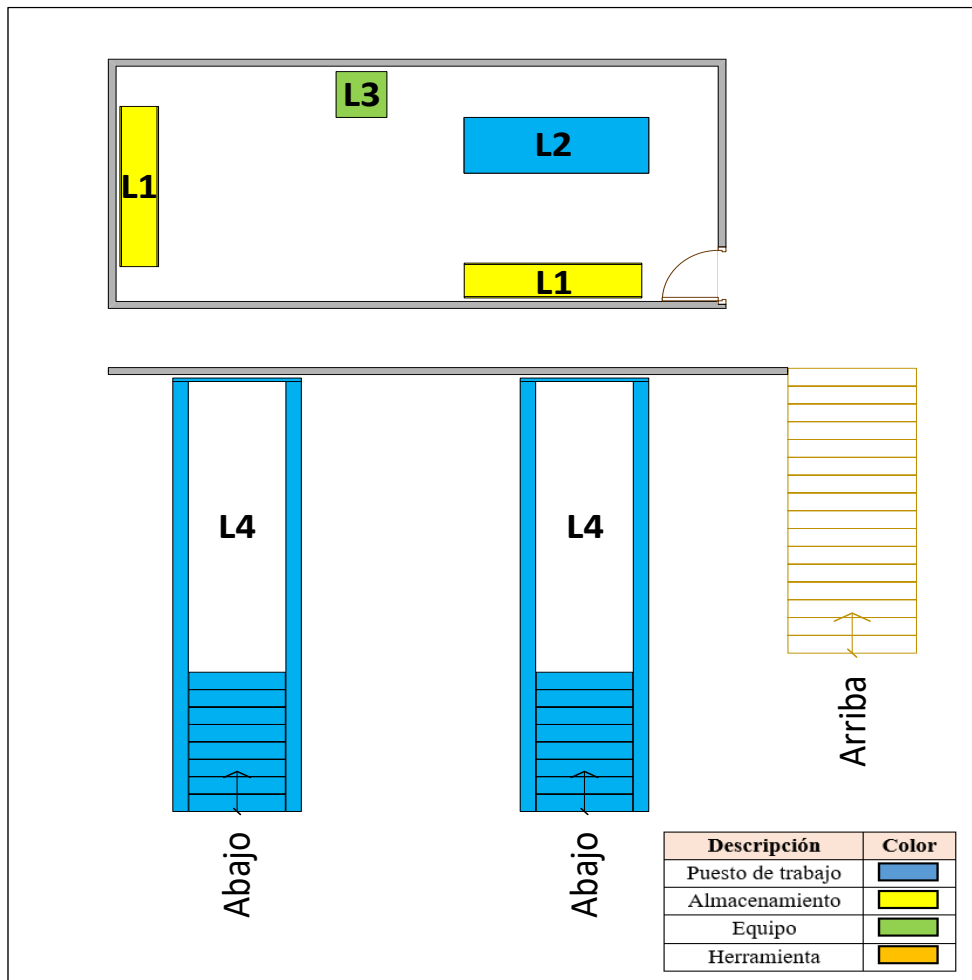 L3
L2
L1
L1
L4
L4
Arriba
Abajo
Abajo
Descripción Color
Puesto de trabajo
Almacenamiento
Equipo
Herramienta